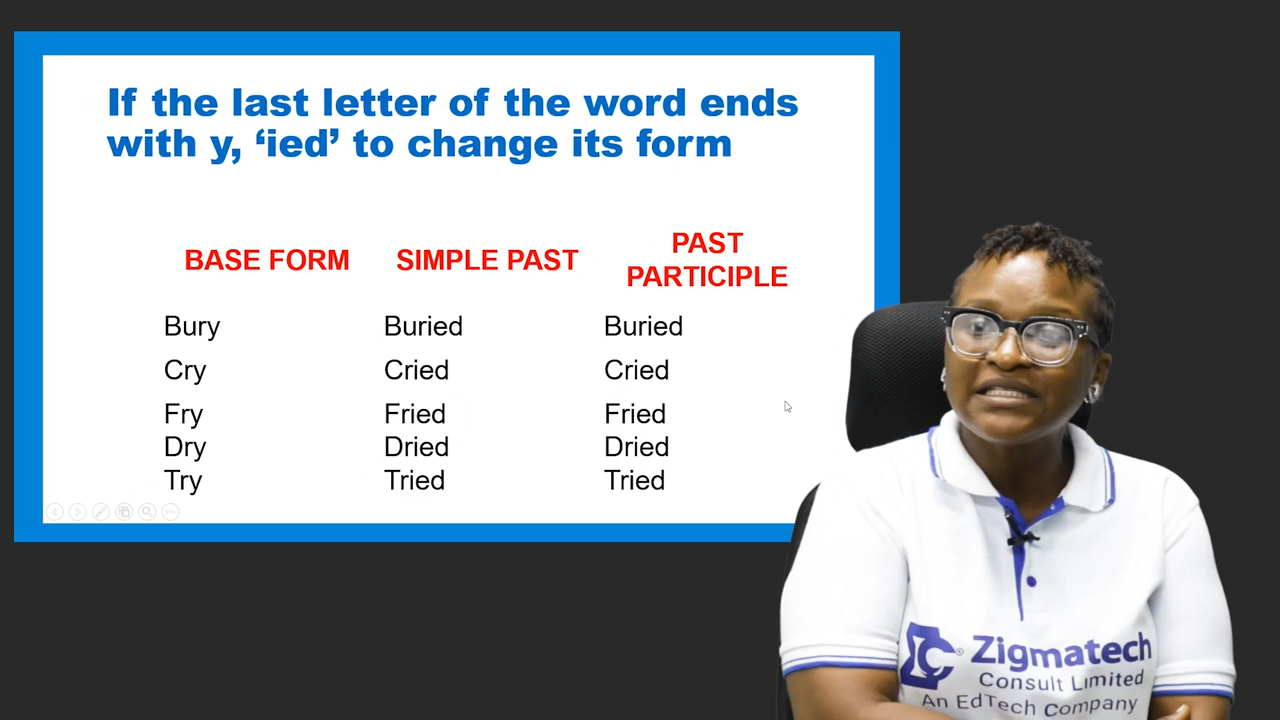 If the last letter of the word ends
with y, ‘ied’ to change its form
BASE FORM SIMPLE PAST PAST PARTICIPLE
Bury Buried Buried
Cry Cried Cried
Fry Fried Fried
Dry Dried Dried
Try Tried Tried
ZC® Zigmatech
Consult Limited
An EdTech Company